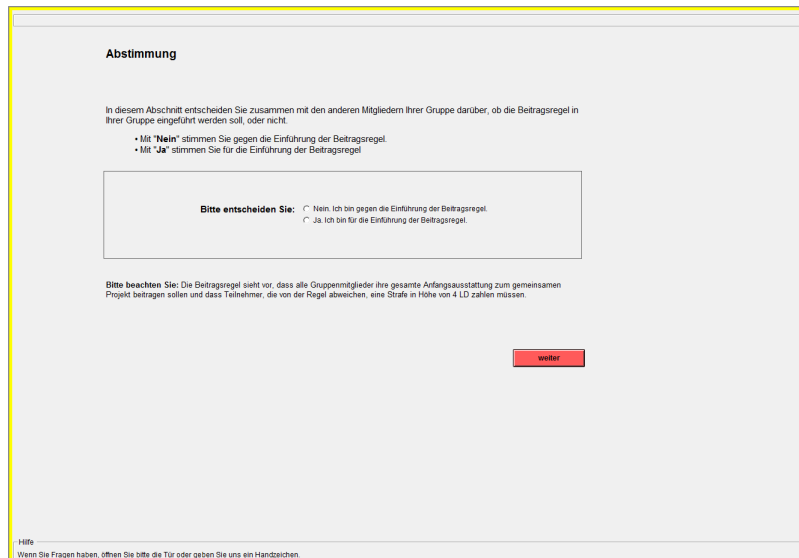 Abstimmung
In diesem Abschnitt entscheiden Sie zusammen mit den anderen Mitgliedern Ihrer Gruppe darüber, ob die Beitragsregel in
Ihrer Gruppe eingeführt werden soll, oder nicht.
• Mit "Nein" stimmen Sie gegen die Einführung der Beitragsregel.
• Mit "Ja" stimmen Sie für die Einführung der Beitragsregel
Bitte entscheiden Sie: Nein. Ich bin gegen die Einführung der Beitragsregel.
Ja. Ich bin für die Einführung der Beitragsregel.
Bitte beachten Sie: Die Beitragsregel sieht vor, dass alle Gruppenmitglieder ihre gesamte Anfangsausstattung zum gemeinsamen
Projekt beitragen sollen und dass Teilnehmer, die von der Regel abweichen, eine Strafe in Höhe von 4 LD zahlen müssen.
weiter
Hilfe
Wenn Sie Fragen haben, öffnen Sie bitte die Tür oder geben Sie uns ein Handzeichen.